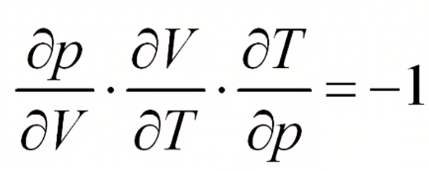 ∂p/∂V · ∂V/∂T · ∂T/∂p = −1